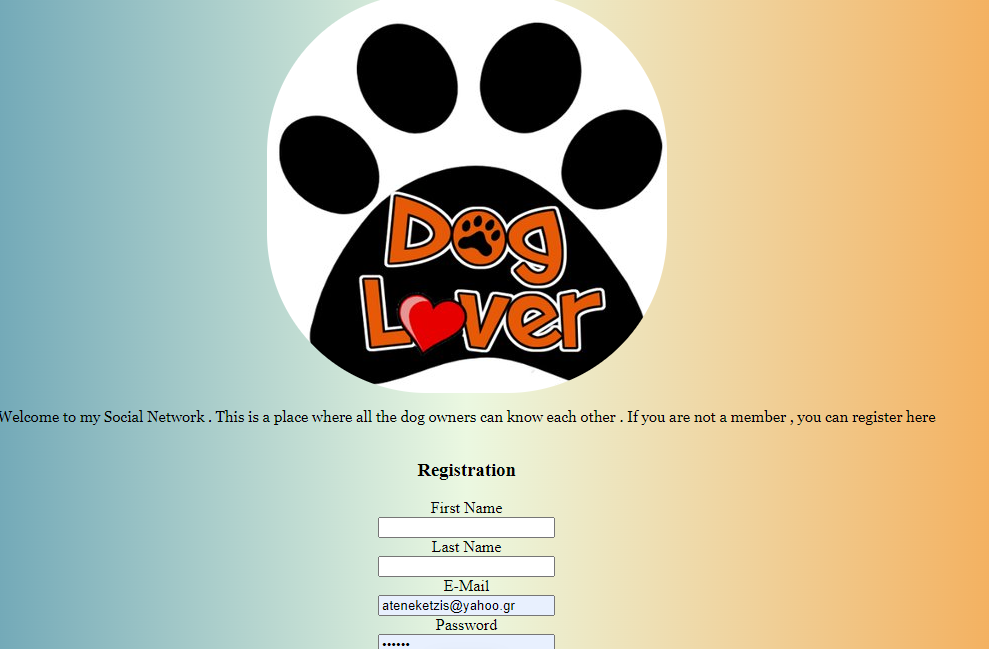 Dog
Lover
Welcome to my Social Network . This is a place where all the dog owners can know each other . If you are not a member , you can register here
Registration
First Name
Last Name
E-Mail
ateneketzis@yahoo.gr
Password
••••••